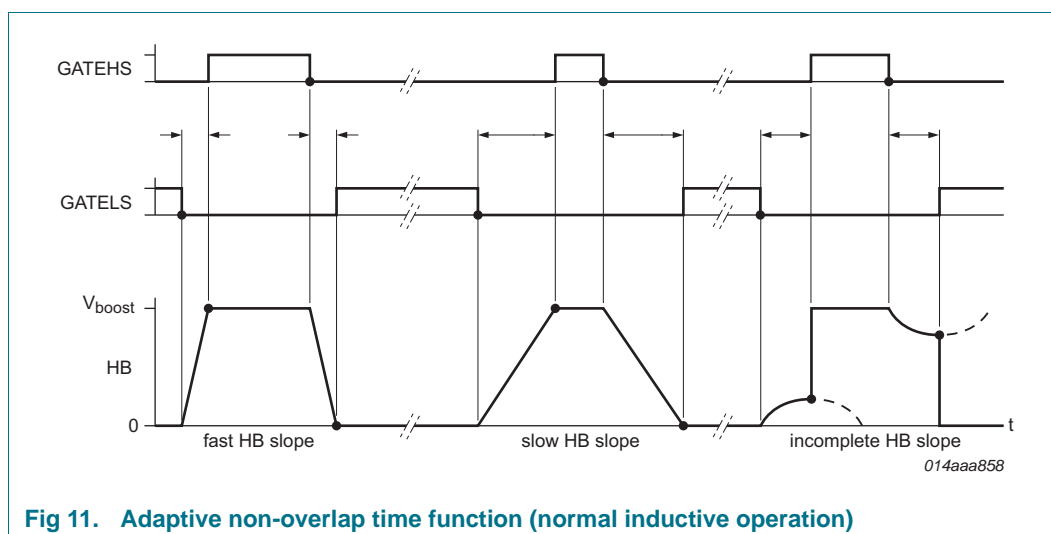 GATEHS
GATELS
Vboost
HB
0
t
fast HB slope
slow HB slope
incomplete HB slope
014aaa858
Fig 11. Adaptive non-overlap time function (normal inductive operation)